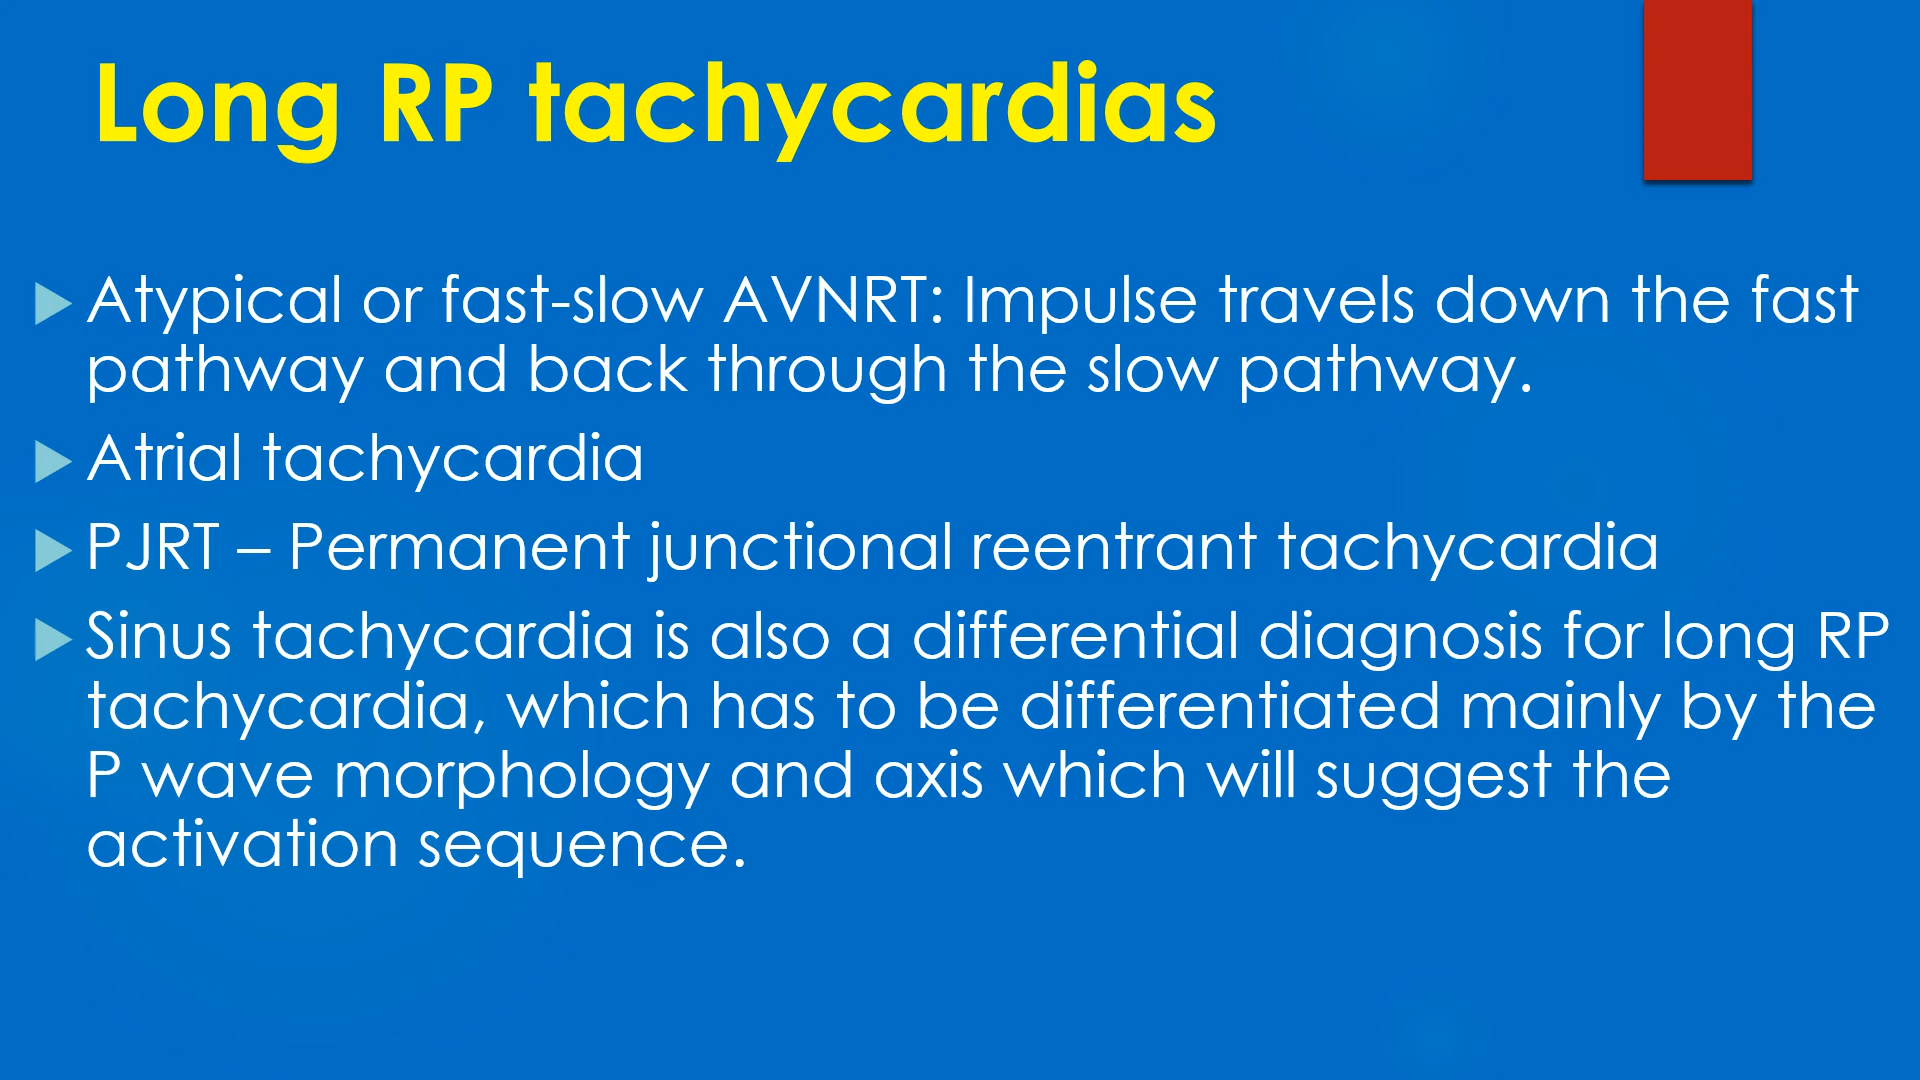 Long RP tachycardias
Atypical or fast-slow AVNRT: Impulse travels down the fast
pathway and back through the slow pathway.
Atrial tachycardia
PJRT – Permanent junctional reentrant tachycardia
Sinus tachycardia is also a differential diagnosis for long RP
tachycardia, which has to be differentiated mainly by the
P wave morphology and axis which will suggest the
activation sequence.